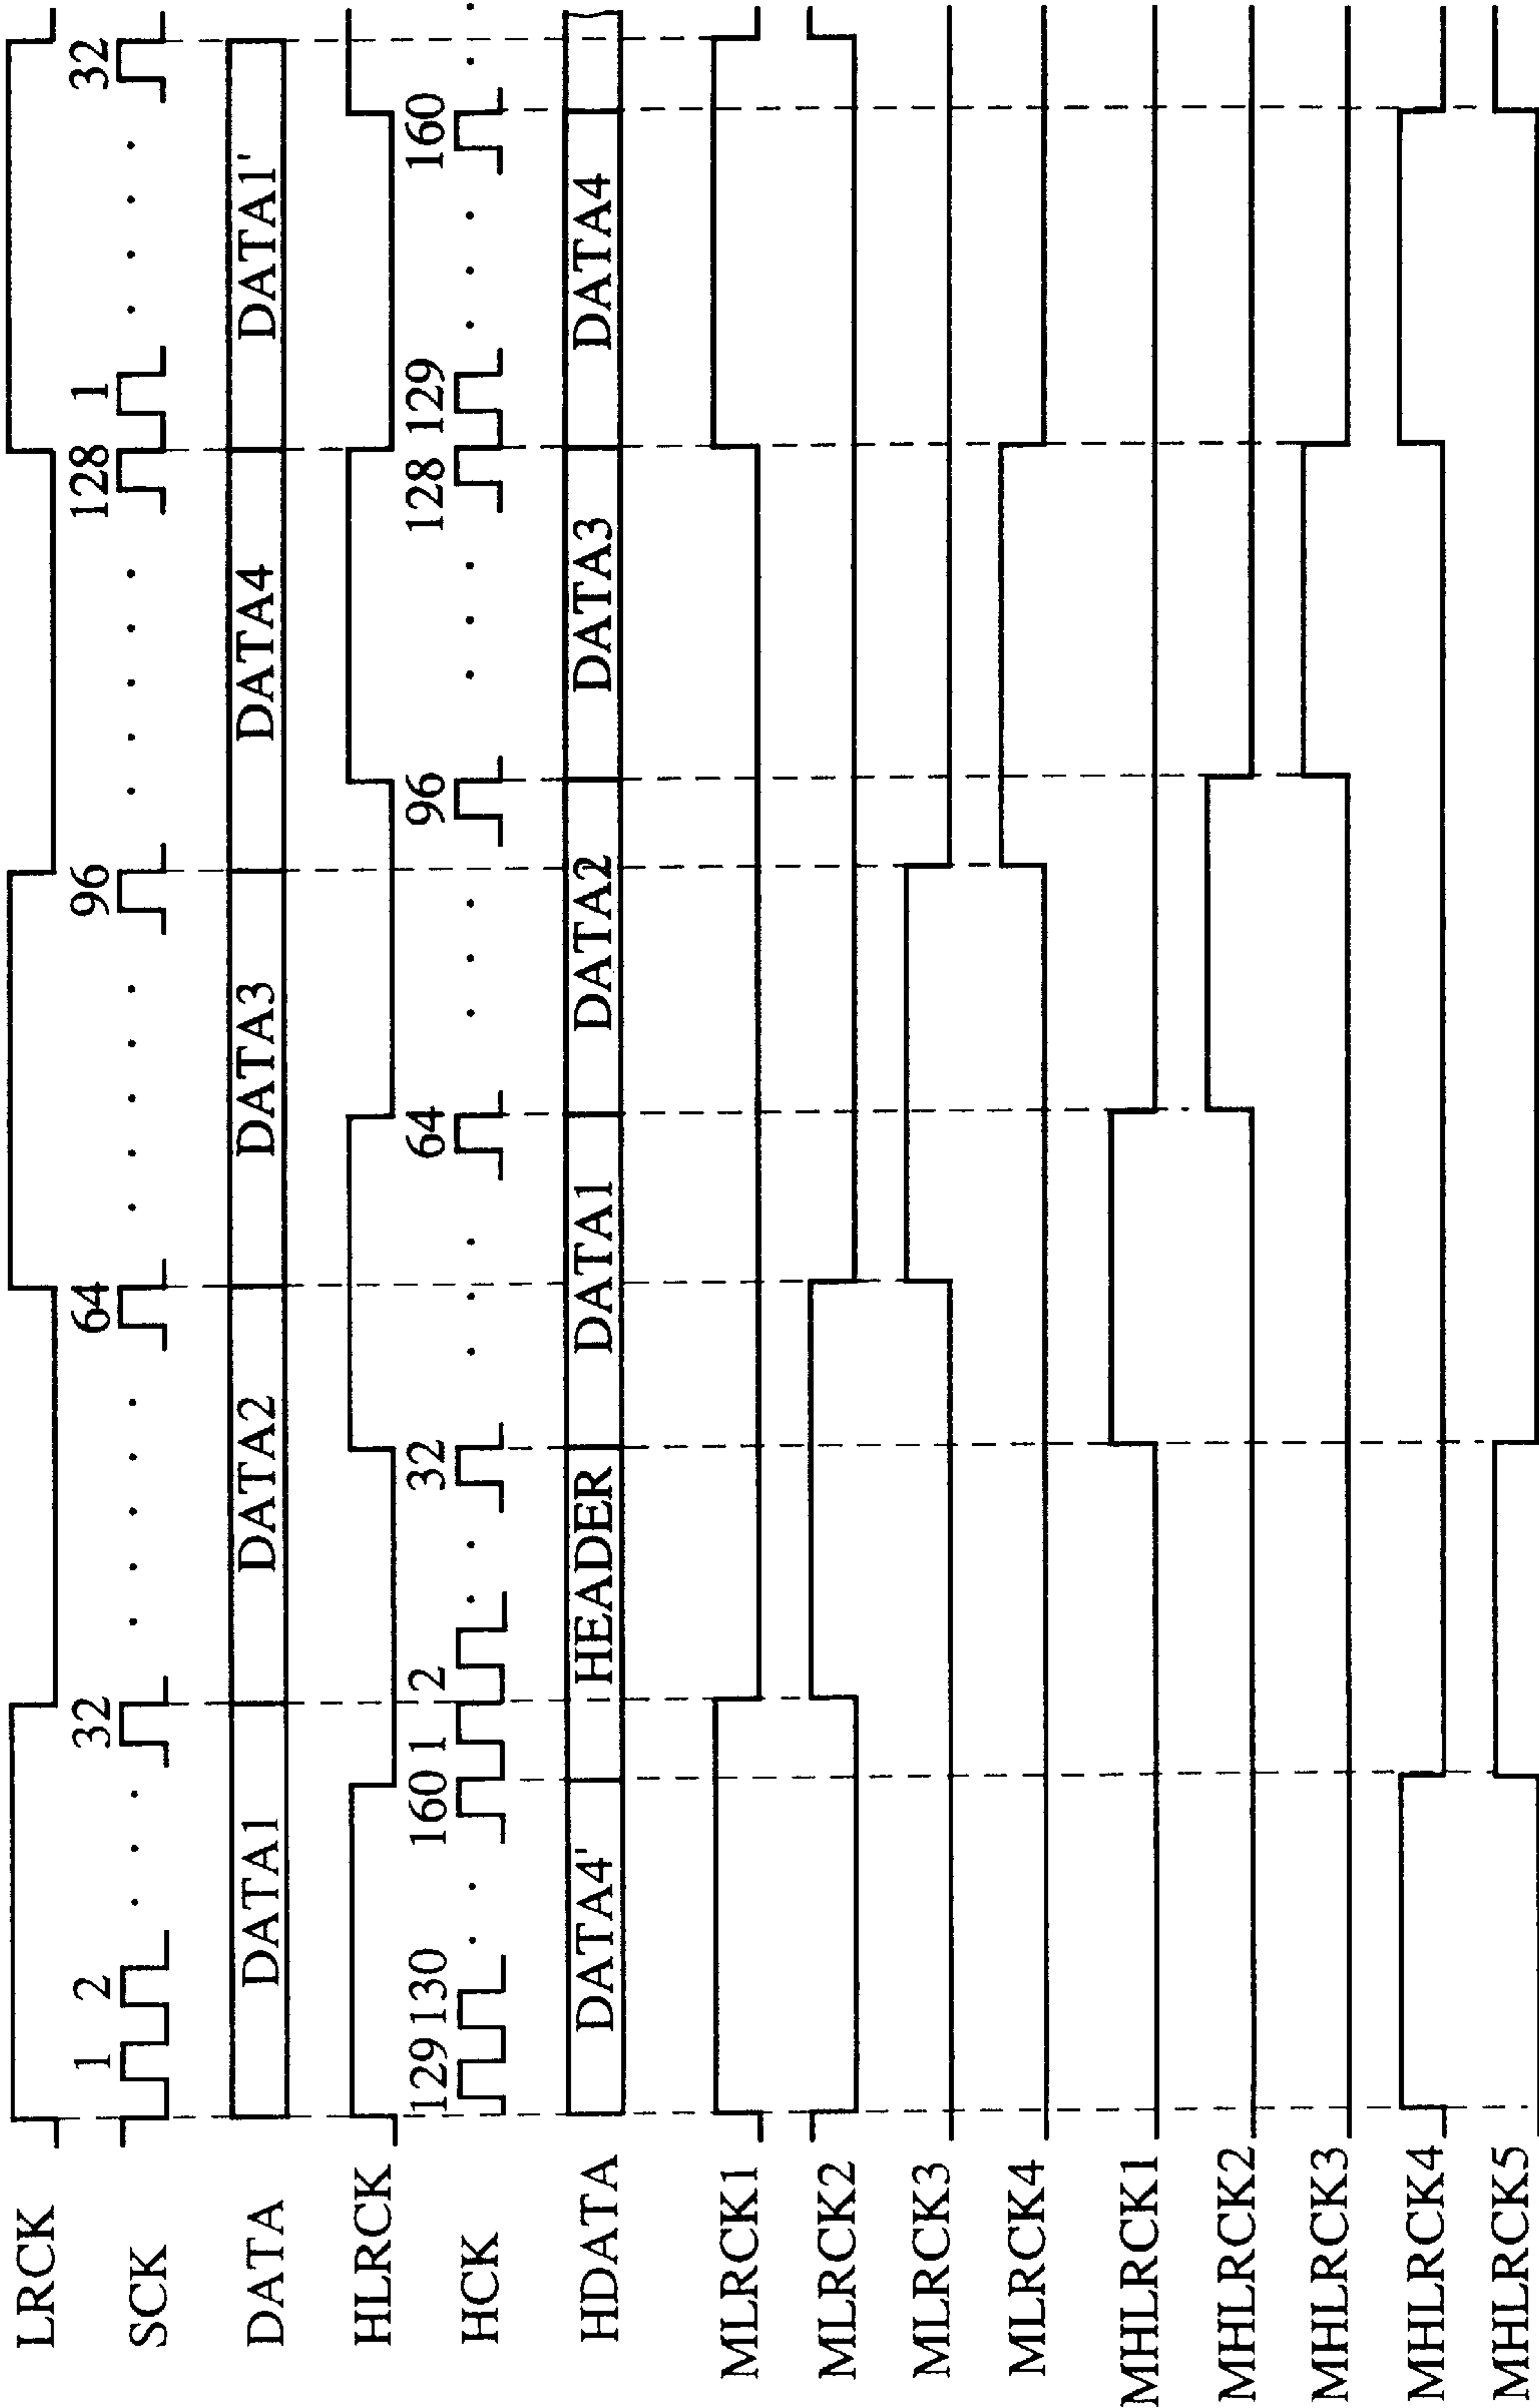 LRCK
SCK 1 2 32 64 96 128 1 32
DATA DATA1 DATA2 DATA3 DATA4 DATA1'
HLRCK
HCK 129 130 160 1 2 32 64 96 128 129 160
HDATA DATA4' HEADER DATA1 DATA2 DATA3 DATA4
MLRCK1
MLRCK2
MLRCK3
MLRCK4
MHLRCK1
MHLRCK2
MHLRCK3
MHLRCK4
MHLRCK5